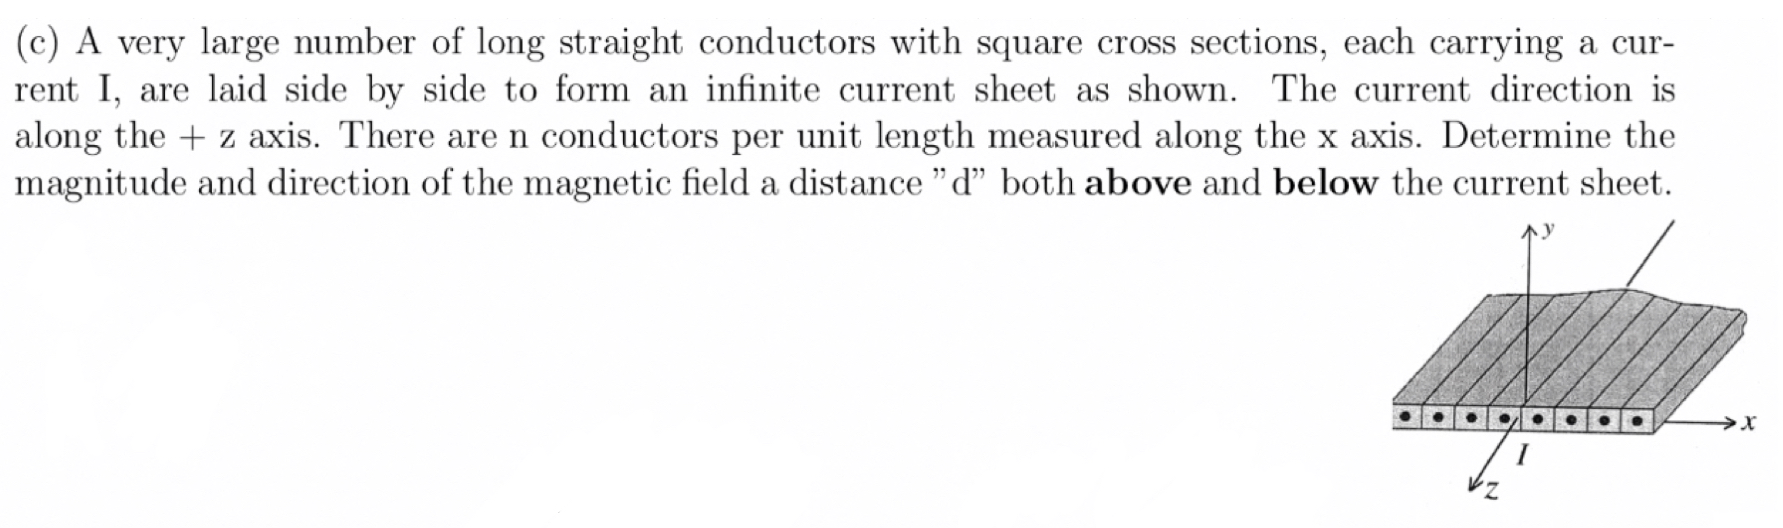 (c) A very large number of long straight conductors with square cross sections, each carrying a cur-
rent I, are laid side by side to form an infinite current sheet as shown. The current direction is
along the + z axis. There are n conductors per unit length measured along the x axis. Determine the
magnitude and direction of the magnetic field a distance "d" both above and below the current sheet.
y
x
I
z